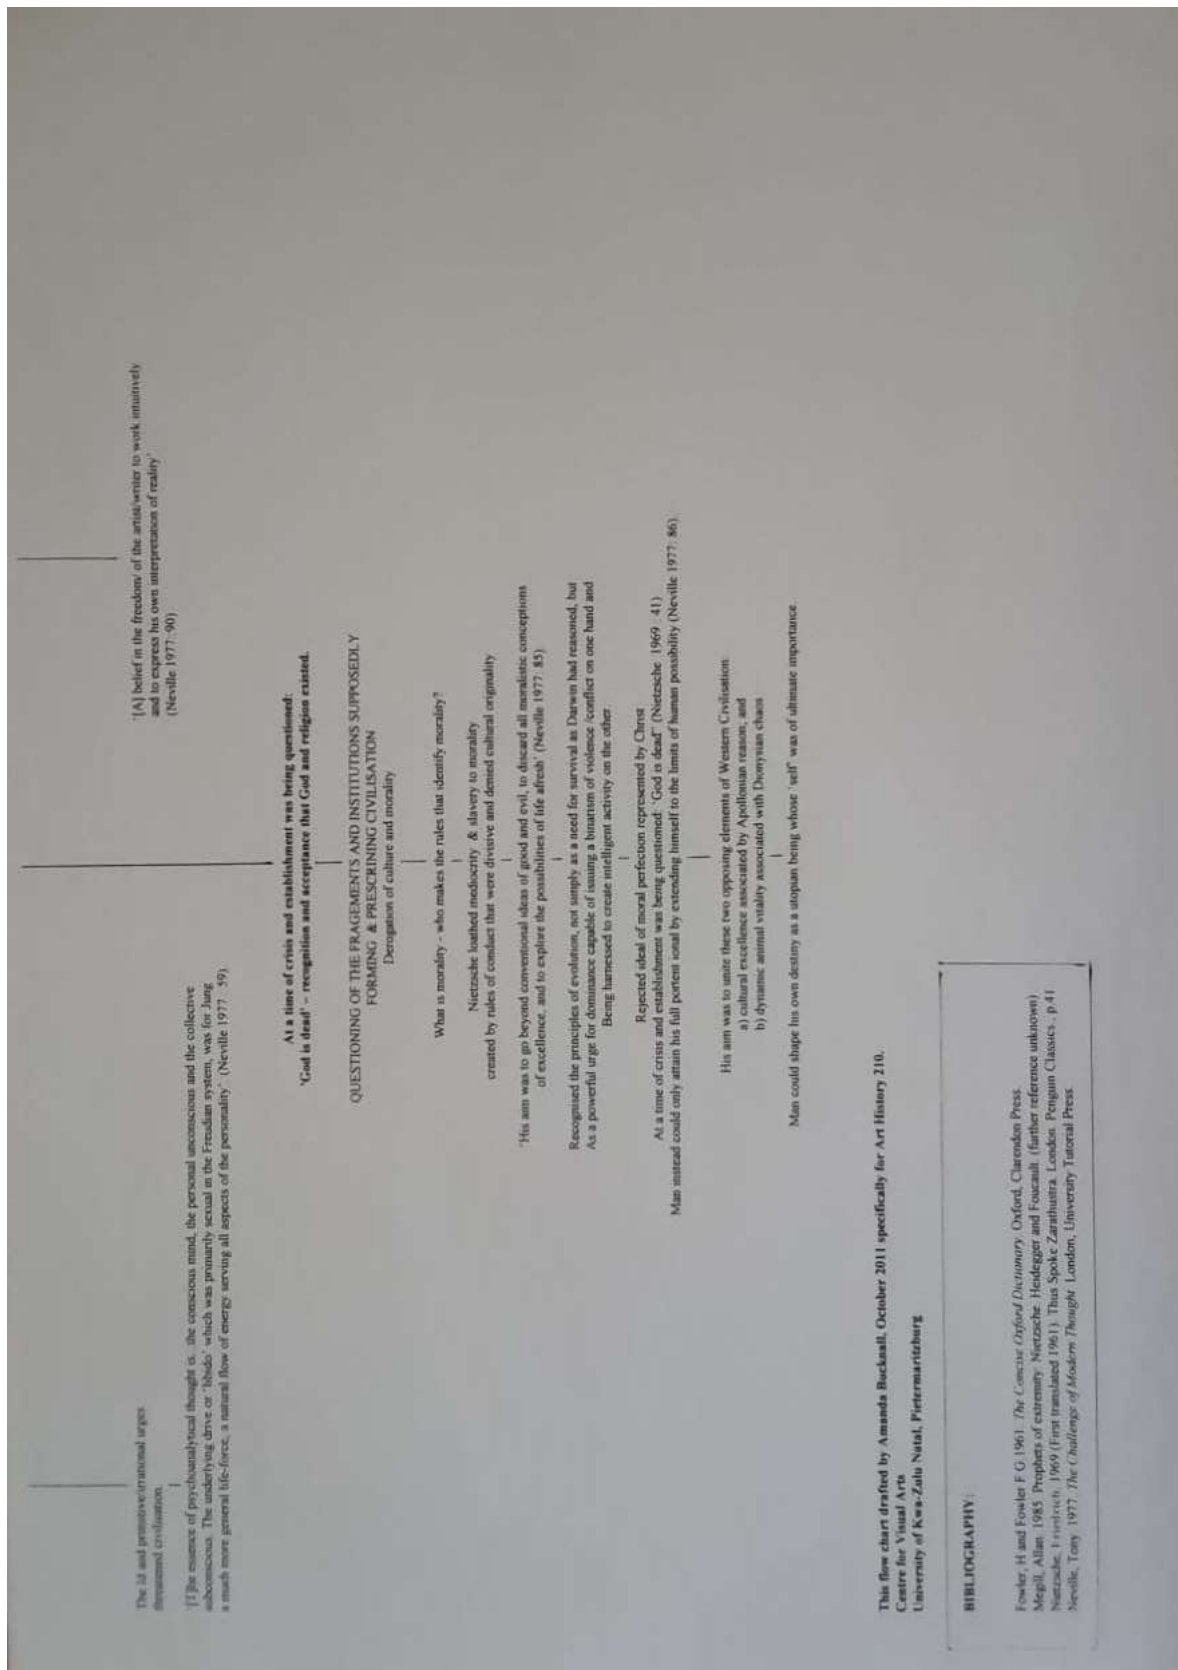 The id and primitive/irrational urges
threatened civilisation.
'[T]he essence of psychoanalytical thought is.. the conscious mind, the personal unconscious and the collective
subconscious. The underlying drive or 'libido' which was primarily sexual in the Freudian system, was for Jung
a much more general life-force, a natural flow of energy serving all aspects of the personality'. (Neville 1977 : 59)
'[A] belief in the freedom/ of the artist/writer to work intuitively
and to express his own interpretation of reality'
(Neville 1977: 90)
At a time of crisis and establishment was being questioned:
'God is dead' – recognition and acceptance that God and religion existed.
QUESTIONING OF THE FRAGEMENTS AND INSTITUTIONS SUPPOSEDLY
FORMING & PRESCRINING CIVILISATION
Derogation of culture and morality
What is morality - who makes the rules that identify morality?
Nietzsche loathed mediocrity & slavery to morality
created by rules of conduct that were divisive and denied cultural originality
'His aim was to go beyond conventional ideas of good and evil, to discard all moralistic conceptions
of excellence, and to explore the possibilities of life afresh' (Neville 1977: 85)
Recognised the principles of evolution, not simply as a need for survival as Darwin had reasoned, but
As a powerful urge for dominance capable of issuing a binarism of violence /conflict on one hand and
Being harnessed to create intelligent activity on the other.
Rejected ideal of moral perfection represented by Christ
At a time of crisis and establishment was being questioned: 'God is dead" (Nietzsche 1969 : 41)
Man instead could only attain his full portent ional by extending himself to the limits of human possibility (Neville 1977: 86).
His aim was to unite these two opposing elements of Western Civilisation:
a) cultural excellence associated by Apollonian reason; and
b) dynamic animal vitality associated with Dionysian chaos
Man could shape his own destiny as a utopian being whose 'self' was of ultimate importance.
This flow chart drafted by Amanda Bucknall, October 2011 specifically for Art History 210.
Centre for Visual Arts
University of Kwa-Zulu Natal, Pietermaritzburg
BIBLIOGRAPHY:
Fowler, H and Fowler F G 1961. The Concise Oxford Dictionary. Oxford, Clarendon Press.
Megill, Allan. 1985. Prophets of extremity: Nietzsche. Heidegger and Foucault. (further reference unknown)
Nietzsche, Friedrich. 1969 (First translated 1961). Thus Spoke Zarathustra. London. Penguin Classics . p.41
Neville, Tony. 1977. The Challenge of Modern Thought. London, University Tutorial Press.